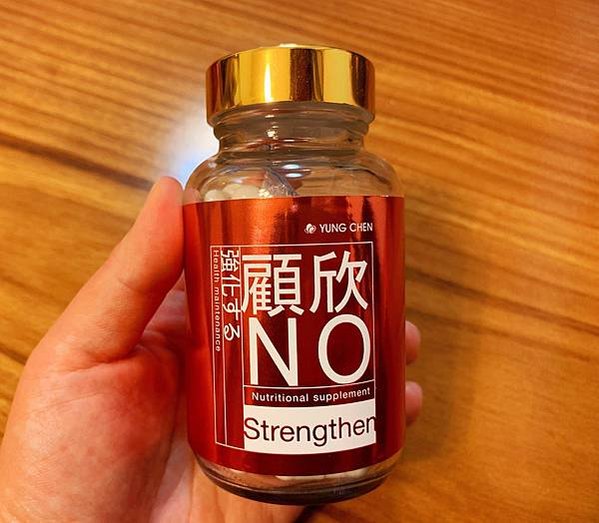 YUNG CHEN
顧欣
NO
強化する
Health maintenance
Nutritional supplement
Strengthen